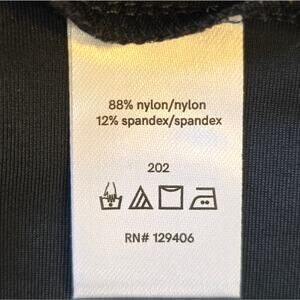 88% nylon/nylon
12% spandex/spandex
202
RN# 129406